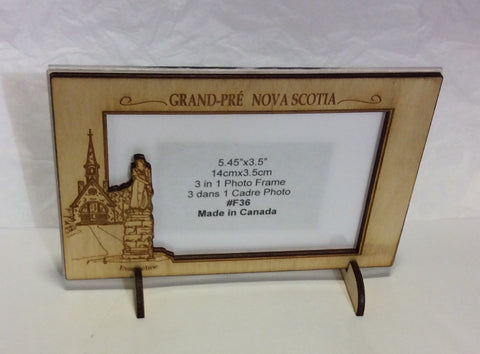 GRAND-PRÉ NOVA SCOTIA
5.45"x3.5"
14cmx3.5cm
3 in 1 Photo Frame
3 dans 1 Cadre Photo
#F36
Made in Canada
Evangeline